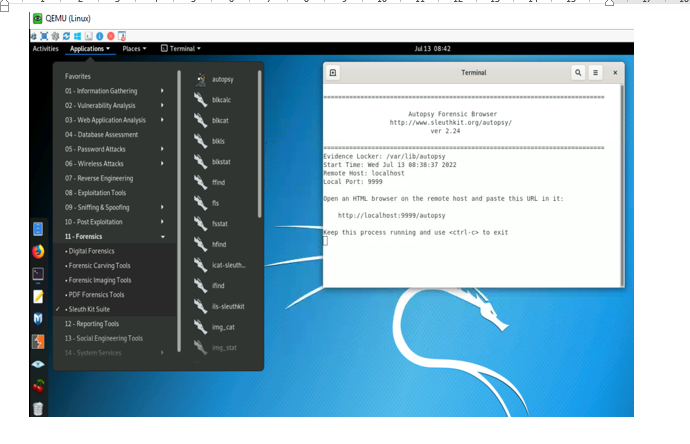 QEMU (Linux)
Activities Applications Places Terminal Jul 13 08:42
Favorites
01 - Information Gathering
02 - Vulnerability Analysis
03 - Web Application Analysis
04 - Database Assessment
05 - Password Attacks
06 - Wireless Attacks
07 - Reverse Engineering
08 - Exploitation Tools
09 - Sniffing & Spoofing
10 - Post Exploitation
11 - Forensics
• Digital Forensics
• Forensic Carving Tools
• Forensic Imaging Tools
• PDF Forensics Tools
✓ • Sleuth Kit Suite
12 - Reporting Tools
13 - Social Engineering Tools
14 - System Services
autopsy
blkcalc
blkcat
blkls
blkstat
ffind
fls
fsstat
hfind
icat-sleuth...
ifind
ils-sleuthkit
img_cat
img_stat
Terminal
Autopsy Forensic Browser
http://www.sleuthkit.org/autopsy/
ver 2.24
Evidence Locker: /var/lib/autopsy
Start Time: Wed Jul 13 08:38:37 2022
Remote Host: localhost
Local Port: 9999
Open an HTML browser on the remote host and paste this URL in it:
http://localhost:9999/autopsy
Keep this process running and use <ctrl-c> to exit